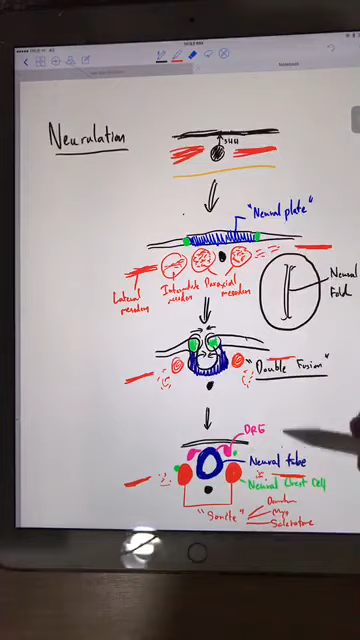 Neurulation
SHH
"Neural plate"
Lateral
mesoderm
Intermediate
mesoderm
Paraxial
mesoderm
Neural
Fold
"Double Fusion"
DRG
Neural tube
Neural Crest Cell
"Somite"
Myo
Sclerotome